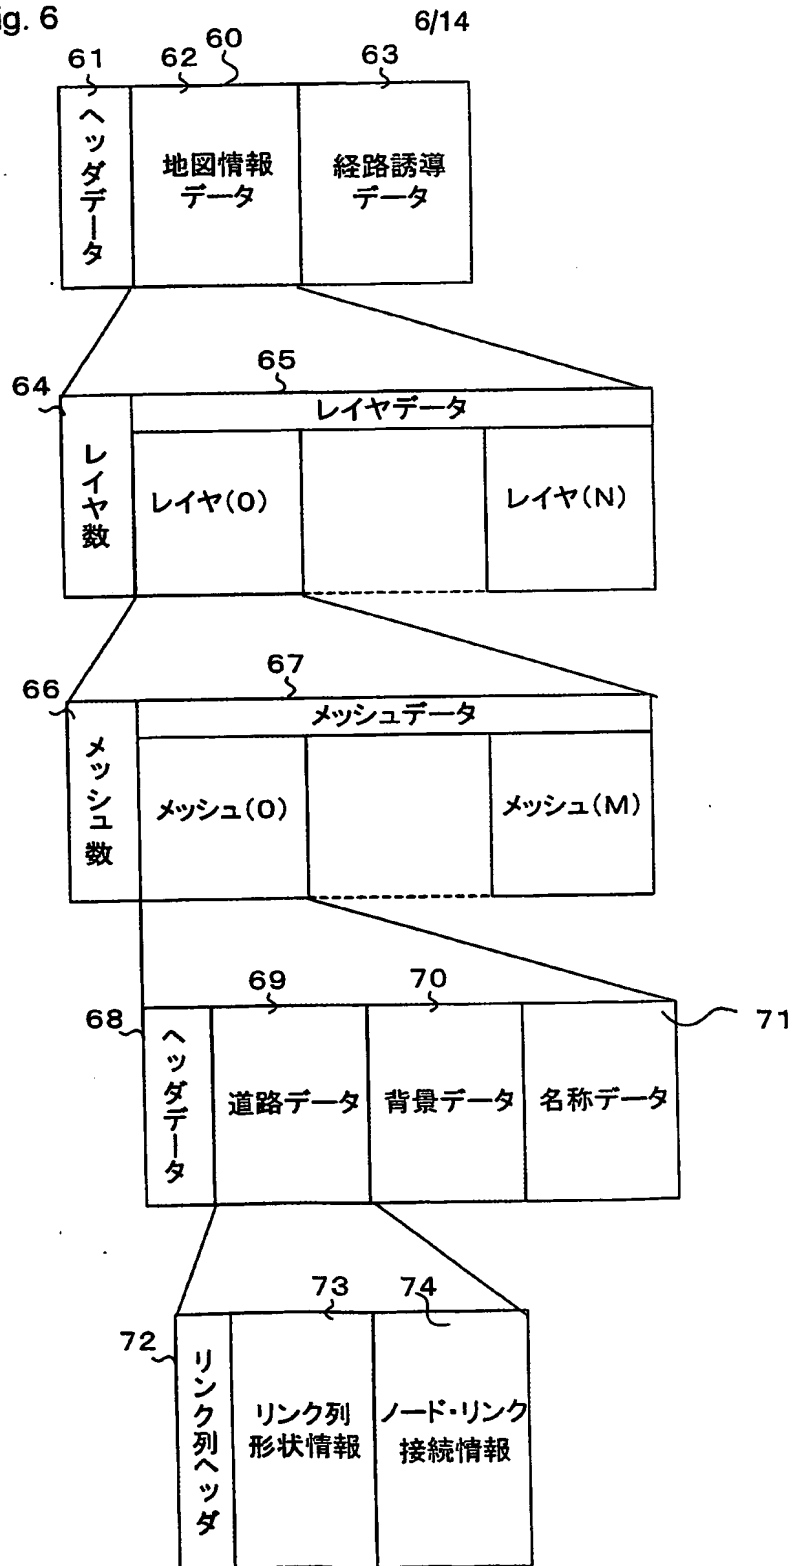 ig. 6
6/14
60
61
62
63
ヘッダデータ
地図情報
データ
経路誘導
データ
64
65
レイヤデータ
レイヤ数
レイヤ(0)
レイヤ(N)
66
67
メッシュデータ
メッシュ数
メッシュ(0)
メッシュ(M)
68
69
70
71
ヘッダデータ
道路データ
背景データ
名称データ
72
73
74
リンク列ヘッダ
リンク列
形状情報
ノード・リンク
接続情報